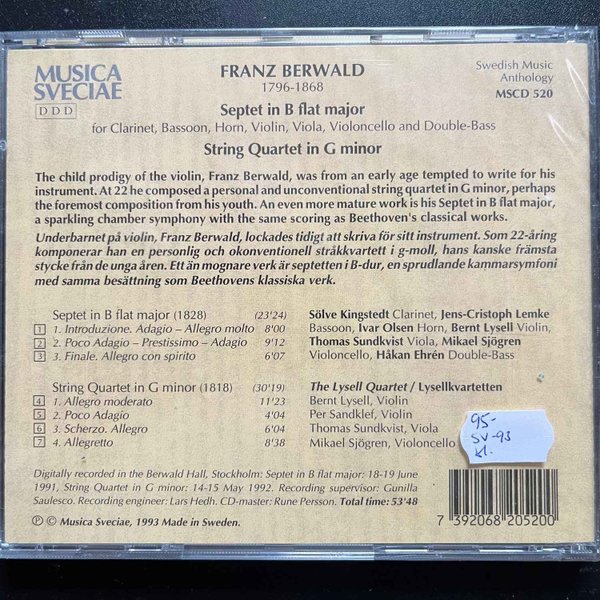 MUSICA
SVECIAE
DDD
FRANZ BERWALD
1796-1868
Swedish Music
Anthology
MSCD 520
Septet in B flat major
for Clarinet, Bassoon, Horn, Violin, Viola, Violoncello and Double-Bass
String Quartet in G minor
The child prodigy of the violin, Franz Berwald, was from an early age tempted to write for his
instrument. At 22 he composed a personal and unconventional string quartet in G minor, perhaps
the foremost composition from his youth. An even more mature work is his Septet in B flat major,
a sparkling chamber symphony with the same scoring as Beethoven's classical works.
Underbarnet på violin, Franz Berwald, lockades tidigt att skriva för sitt instrument. Som 22-åring
komponerar han en personlig och okonventionell stråkkvartett i g-moll, hans kanske främsta
stycke från de unga åren. Ett än mognare verk är septetten i B-dur, en sprudlande kammarsymfoni
med samma besättning som Beethovens klassiska verk.
Septet in B flat major (1828) (23'24)
1 1. Introduzione. Adagio – Allegro molto 8'00
2 2. Poco Adagio – Prestissimo – Adagio 9'12
3 3. Finale. Allegro con spirito 6'07
Sölve Kingstedt Clarinet, Jens-Cristoph Lemke
Bassoon, Ivar Olsen Horn, Bernt Lysell Violin,
Thomas Sundkvist Viola, Mikael Sjögren
Violoncello, Håkan Ehrén Double-Bass
String Quartet in G minor (1818) (30'19)
4 1. Allegro moderato 11'23
5 2. Poco Adagio 4'04
6 3. Scherzo. Allegro 6'04
7 4. Allegretto 8'38
The Lysell Quartet / Lysellkvartetten
Bernt Lysell, Violin
Per Sandklef, Violin
Thomas Sundkvist, Viola
Mikael Sjögren, Violoncello
95-
SV-93
kl.
Digitally recorded in the Berwald Hall, Stockholm: Septet in B flat major: 18-19 June
1991, String Quartet in G minor: 14-15 May 1992. Recording supervisor: Gunilla
Saulesco. Recording engineer: Lars Hedh. CD-master: Rune Persson. Total time: 53'48
℗ © Musica Sveciae, 1993 Made in Sweden.
7 392068 205200